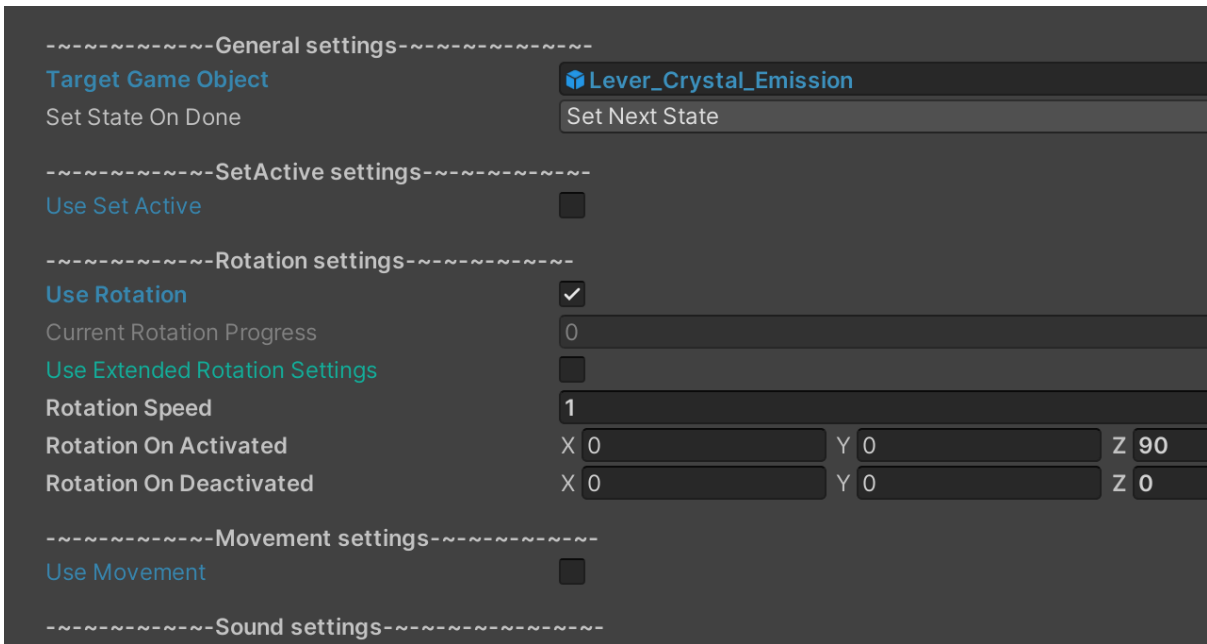 -~-~-~-~-~-~-General settings-~-~-~-~-~-~-~-
Target Game Object Lever_Crystal_Emission
Set State On Done Set Next State
-~-~-~-~-~-~-SetActive settings-~-~-~-~-~-~-
Use Set Active
-~-~-~-~-~-~-Rotation settings-~-~-~-~-~-~-
Use Rotation
Current Rotation Progress 0
Use Extended Rotation Settings
Rotation Speed 1
Rotation On Activated X 0 Y 0 Z 90
Rotation On Deactivated X 0 Y 0 Z 0
-~-~-~-~-~-~-Movement settings-~-~-~-~-~-~-
Use Movement
-~-~-~-~-~-~-Sound settings-~-~-~-~-~-~-~-~-